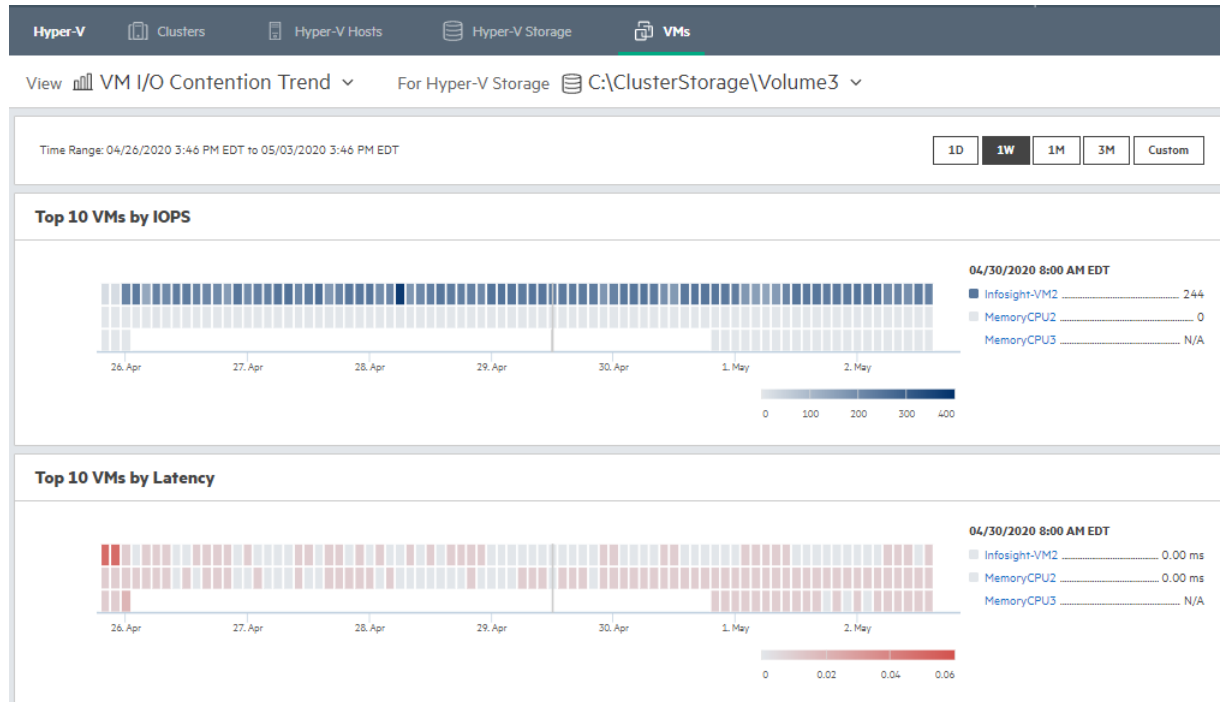 Hyper-V Clusters Hyper-V Hosts Hyper-V Storage VMs
View VM I/O Contention Trend For Hyper-V Storage C:\ClusterStorage\Volume3
Time Range: 04/26/2020 3:46 PM EDT to 05/03/2020 3:46 PM EDT 1D 1W 1M 3M Custom
Top 10 VMs by IOPS
26. Apr 27. Apr 28. Apr 29. Apr 30. Apr 1. May 2. May
0 100 200 300 400
04/30/2020 8:00 AM EDT
Infosight-VM2 244
MemoryCPU2 0
MemoryCPU3 N/A
Top 10 VMs by Latency
26. Apr 27. Apr 28. Apr 29. Apr 30. Apr 1. May 2. May
0 0.02 0.04 0.06
04/30/2020 8:00 AM EDT
Infosight-VM2 0.00 ms
MemoryCPU2 0.00 ms
MemoryCPU3 N/A